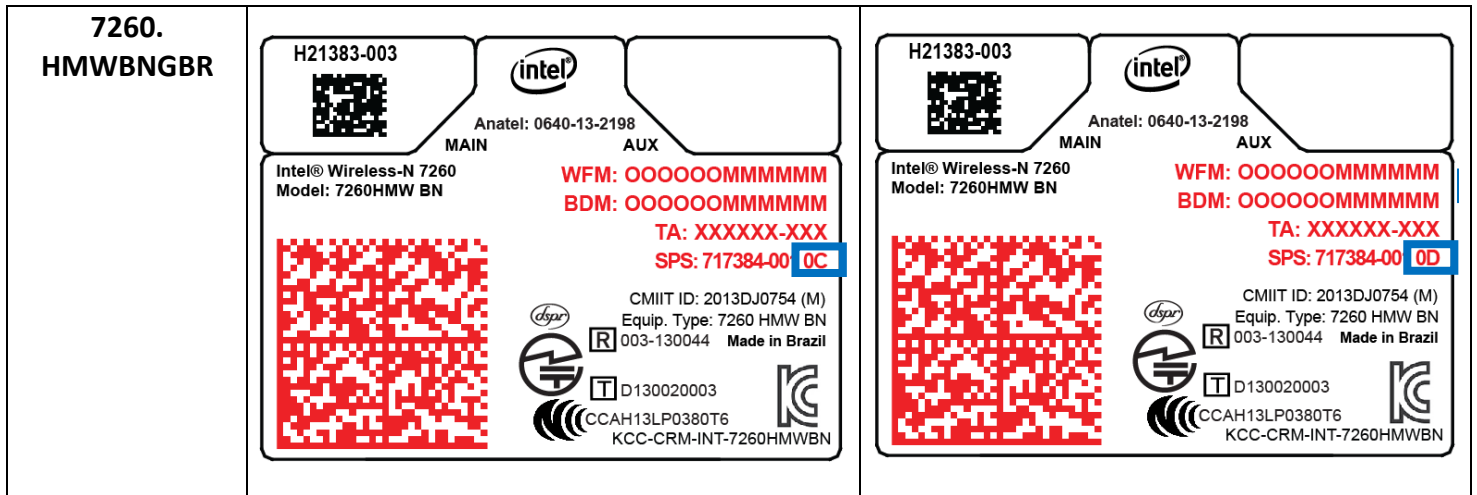 7260.
HMWBNGBR
H21383-003
intel®
Anatel: 0640-13-2198
MAIN AUX
Intel® Wireless-N 7260
Model: 7260HMW BN
WFM: OOOOOOMMMMMM
BDM: OOOOOOMMMMMM
TA: XXXXXX-XXX
SPS: 717384-00 0C
CMIIT ID: 2013DJ0754 (M)
dspr
Equip. Type: 7260 HMW BN
R 003-130044 Made in Brazil
T D130020003
CCAH13LP0380T6
KCC-CRM-INT-7260HMWBN
H21383-003
intel®
Anatel: 0640-13-2198
MAIN AUX
Intel® Wireless-N 7260
Model: 7260HMW BN
WFM: OOOOOOMMMMMM
BDM: OOOOOOMMMMMM
TA: XXXXXX-XXX
SPS: 717384-00 0D
CMIIT ID: 2013DJ0754 (M)
dspr
Equip. Type: 7260 HMW BN
R 003-130044 Made in Brazil
T D130020003
CCAH13LP0380T6
KCC-CRM-INT-7260HMWBN